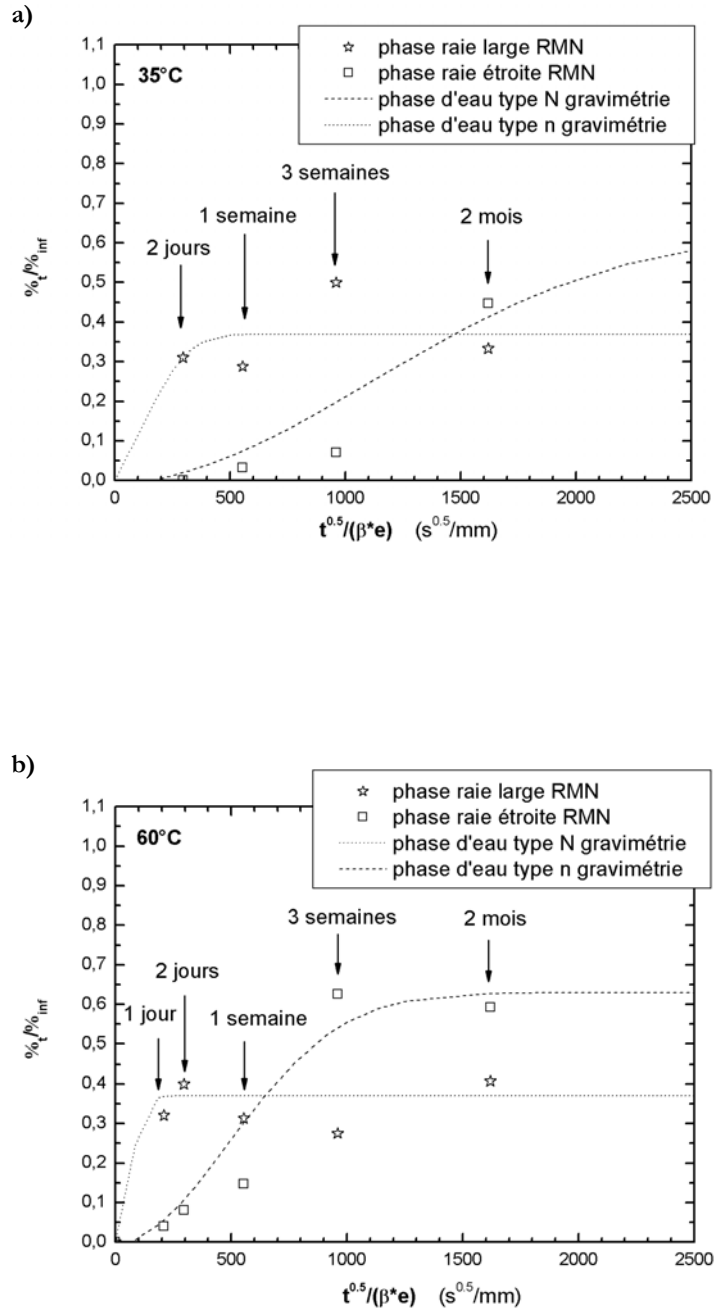 a)
phase raie large RMN
phase raie étroite RMN
phase d'eau type N gravimétrie
phase d'eau type n gravimétrie
35°C
3 semaines
1 semaine
2 mois
2 jours
1,1
1,0
0,9
0,8
0,7
0,6
0,5
0,4
0,3
0,2
0,1
0,0
%t/%inf
0 500 1000 1500 2000 2500
t^0.5/(β*e) (s^0.5/mm)
b)
phase raie large RMN
phase raie étroite RMN
phase d'eau type N gravimétrie
phase d'eau type n gravimétrie
60°C
3 semaines
2 mois
2 jours
1 jour
1 semaine
1,1
1,0
0,9
0,8
0,7
0,6
0,5
0,4
0,3
0,2
0,1
0,0
%t/%inf
0 500 1000 1500 2000 2500
t^0.5/(β*e) (s^0.5/mm)